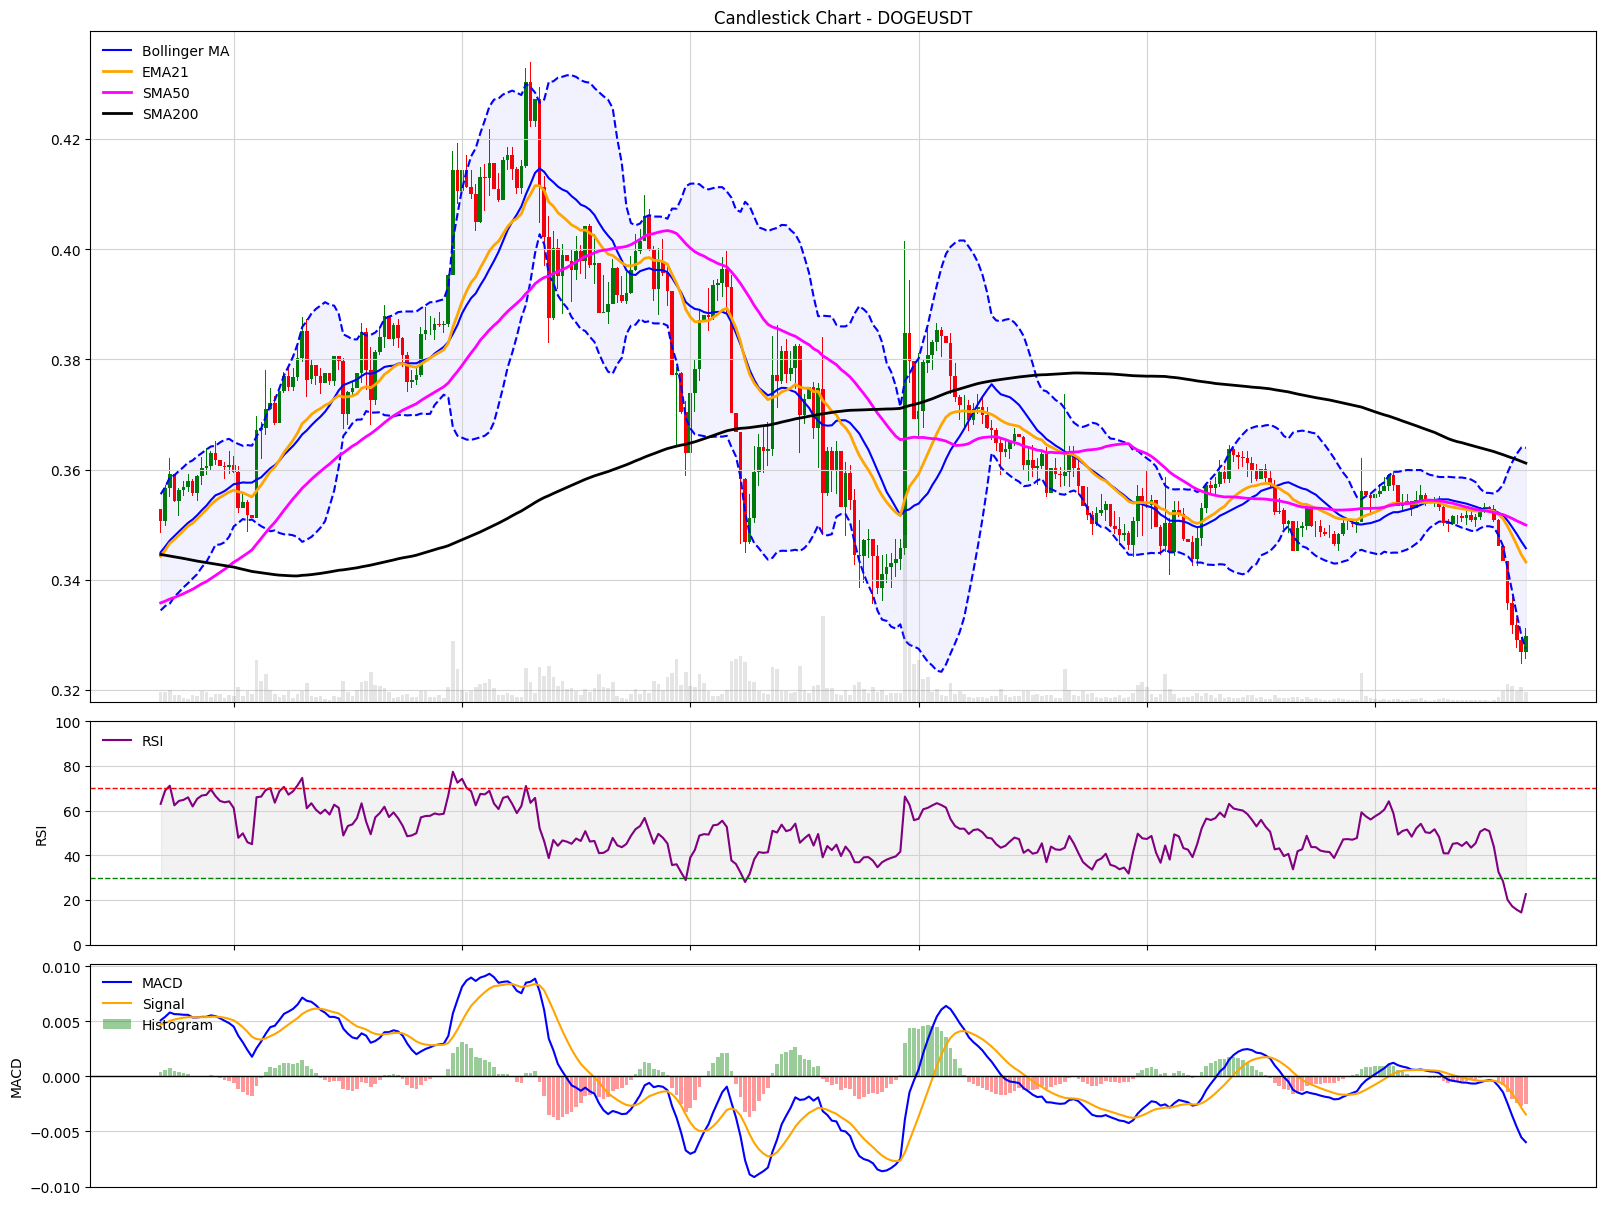 Candlestick Chart - DOGEUSDT
Bollinger MA
EMA21
SMA50
SMA200
0.42
0.40
0.38
0.36
0.34
0.32
RSI
RSI
100
80
60
40
20
0
MACD
MACD
Signal
Histogram
0.010
0.005
0.000
−0.005
−0.010